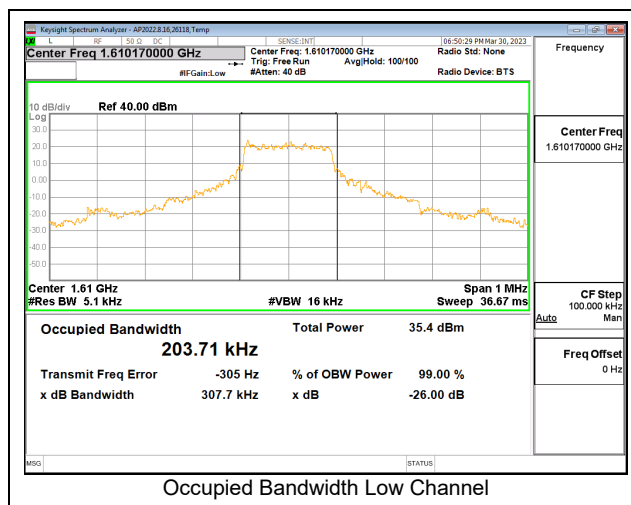 Keysight Spectrum Analyzer - AP2022.8.16,26118,Temp
L RF 50 Ω DC SENSE:INT 06:50:29 PM Mar 30, 2023
Center Freq 1.610170000 GHz
Center Freq: 1.610170000 GHz
Radio Std: None
Trig: Free Run Avg|Hold: 100/100
#IFGain:Low #Atten: 40 dB Radio Device: BTS
Frequency
10 dB/div Ref 40.00 dBm
Log
30.0
20.0
10.0
0.00
-10.0
-20.0
-30.0
-40.0
-50.0
Center 1.61 GHz Span 1 MHz
#Res BW 5.1 kHz #VBW 16 kHz Sweep 36.67 ms
Center Freq
1.610170000 GHz
CF Step
100.000 kHz
Auto Man
Freq Offset
0 Hz
Occupied Bandwidth Total Power 35.4 dBm
203.71 kHz
Transmit Freq Error -305 Hz % of OBW Power 99.00 %
x dB Bandwidth 307.7 kHz x dB -26.00 dB
MSG STATUS
Occupied Bandwidth Low Channel